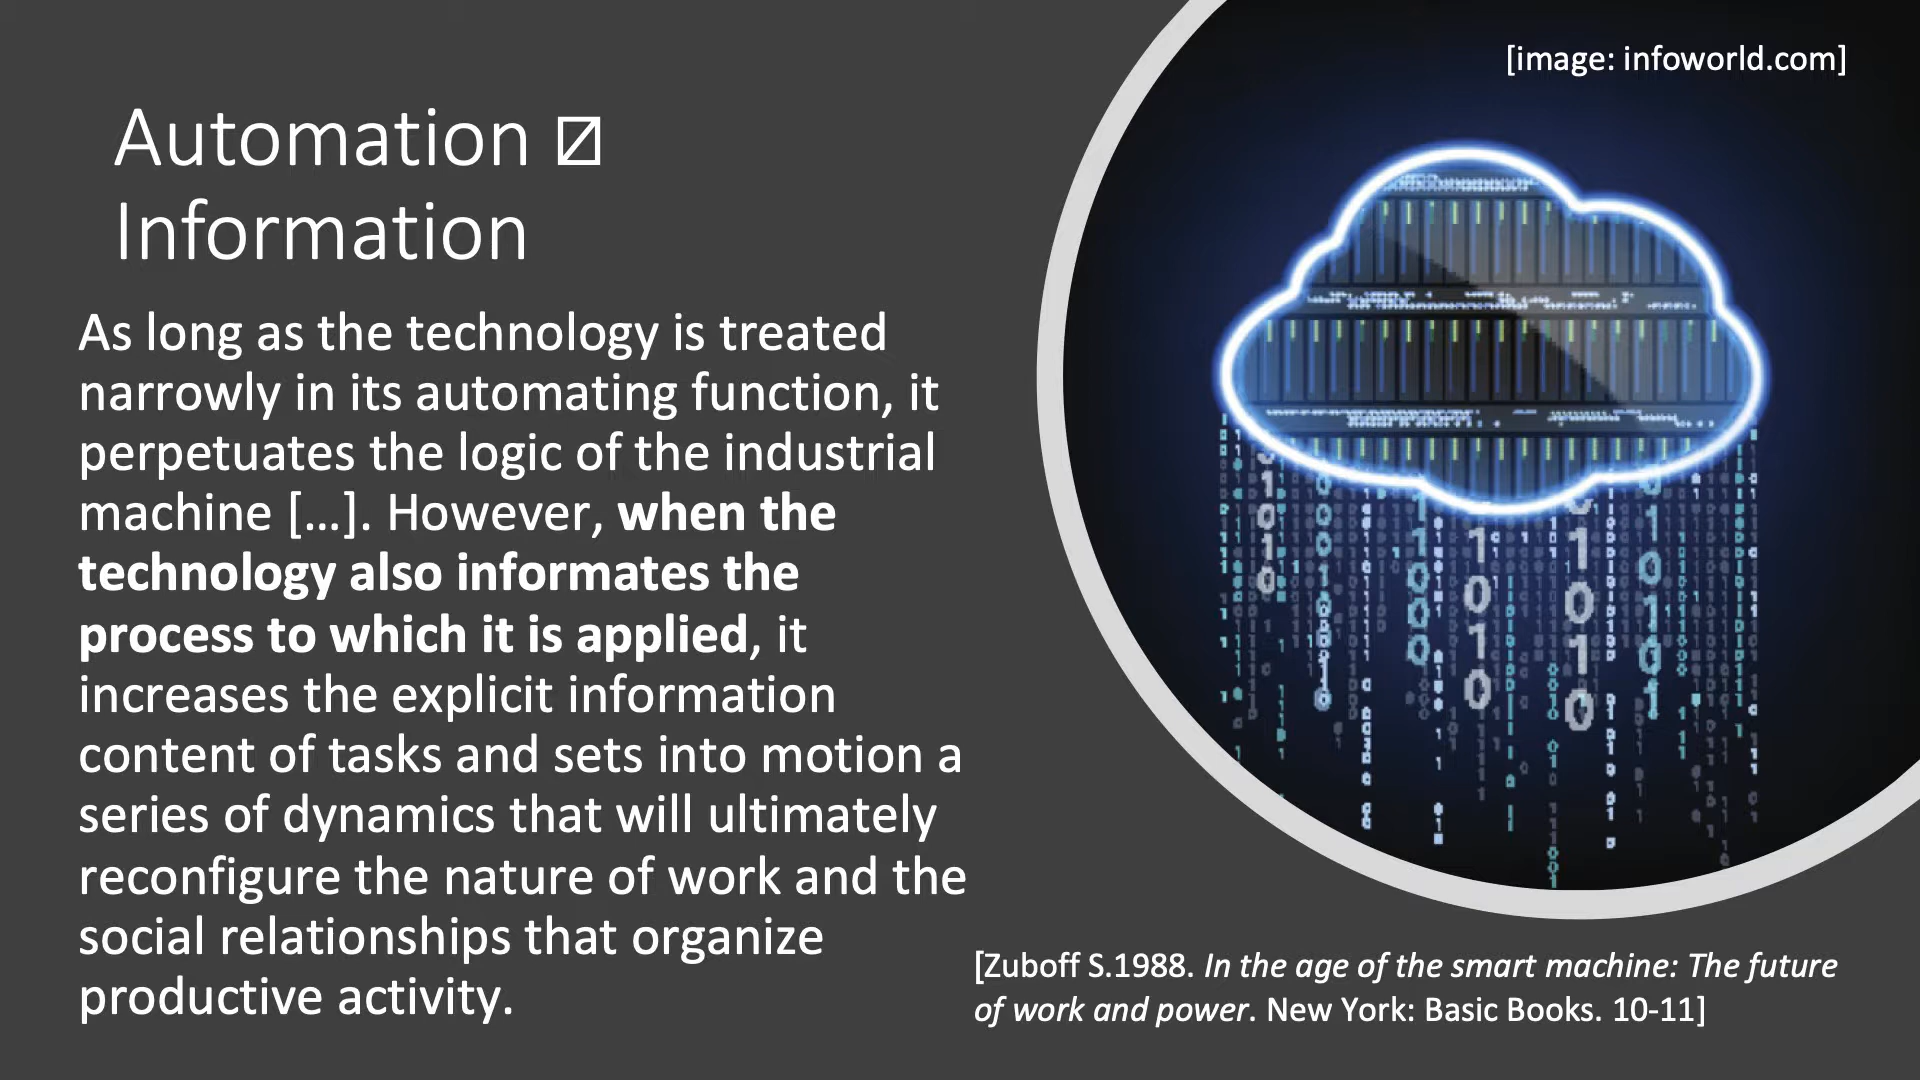 [image: infoworld.com]
Automation
Information
As long as the technology is treated
narrowly in its automating function, it
perpetuates the logic of the industrial
machine […]. However, when the
technology also informates the
process to which it is applied, it
increases the explicit information
content of tasks and sets into motion a
series of dynamics that will ultimately
reconfigure the nature of work and the
social relationships that organize
productive activity.
[Zuboff S.1988. In the age of the smart machine: The future
of work and power. New York: Basic Books. 10-11]